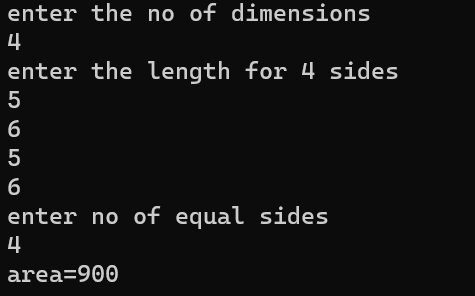 enter the no of dimensions
4
enter the length for 4 sides
5
6
5
6
enter no of equal sides
4
area=900